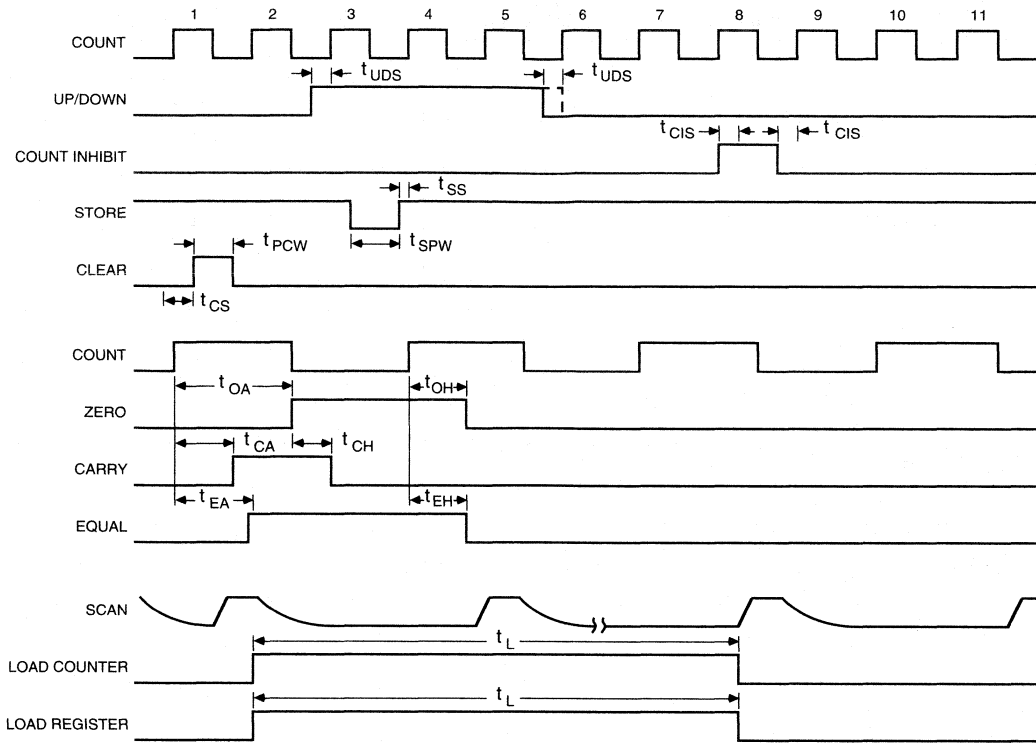 1 2 3 4 5 6 7 8 9 10 11
COUNT
tUDS tUDS
UP/DOWN
tCIS tCIS
COUNT INHIBIT
tSS
STORE
tPCW tSPW
CLEAR
tCS
COUNT
tOA tOH
ZERO
tCA tCH
CARRY
tEA tEH
EQUAL
SCAN
tL
LOAD COUNTER
tL
LOAD REGISTER